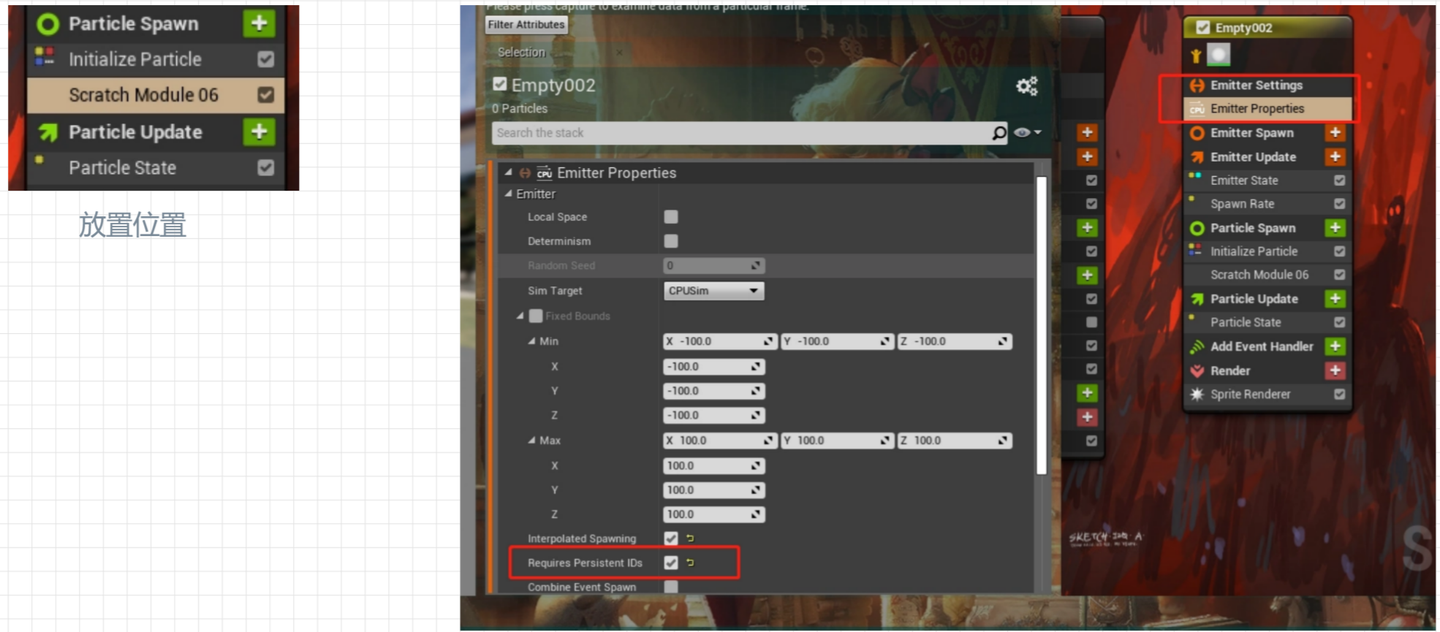 Particle Spawn
Initialize Particle
Scratch Module 06
Particle Update
Particle State
放置位置
Please press capture to examine data from a particular frame.
Filter Attributes
Selection
Empty002
0 Particles
Search the stack
CPU Emitter Properties
Emitter
Local Space
Determinism
Random Seed 0
Sim Target CPUSim
Fixed Bounds
Min X -100.0 Y -100.0 Z -100.0
X -100.0
Y -100.0
Z -100.0
Max X 100.0 Y 100.0 Z 100.0
X 100.0
Y 100.0
Z 100.0
Interpolated Spawning
Requires Persistent IDs
Combine Event Spawn
Empty002
Emitter Settings
CPU Emitter Properties
Emitter Spawn
Emitter Update
Emitter State
Spawn Rate
Particle Spawn
Initialize Particle
Scratch Module 06
Particle Update
Particle State
Add Event Handler
Render
Sprite Renderer
S